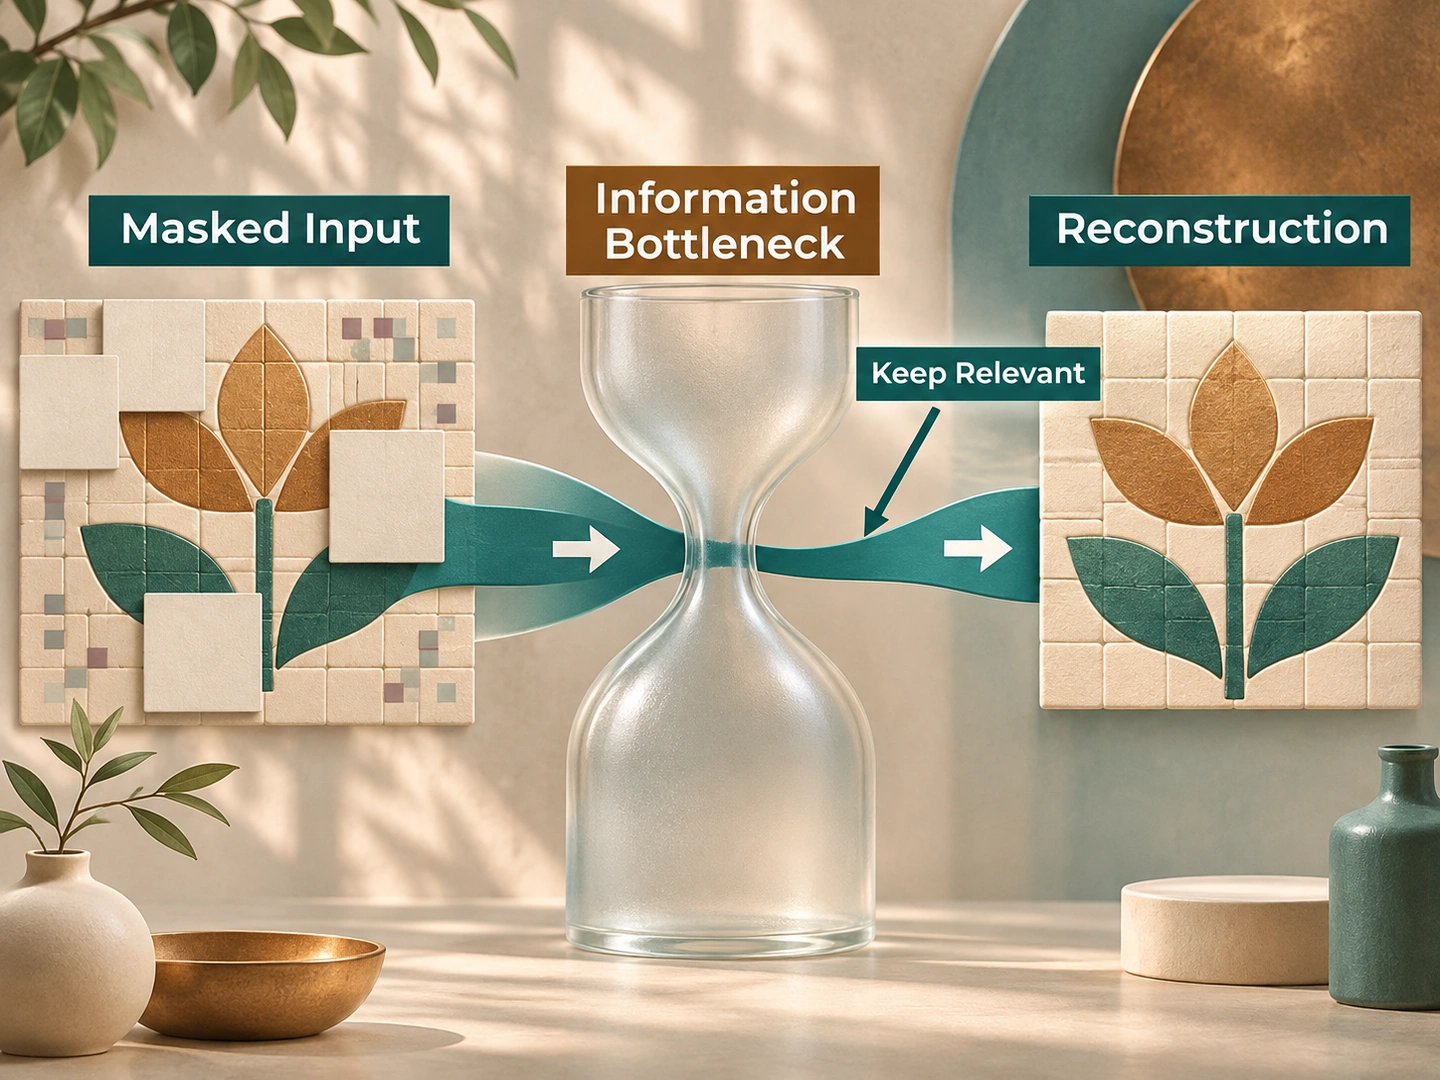 Masked Input
Information
Bottleneck
Reconstruction
Keep Relevant